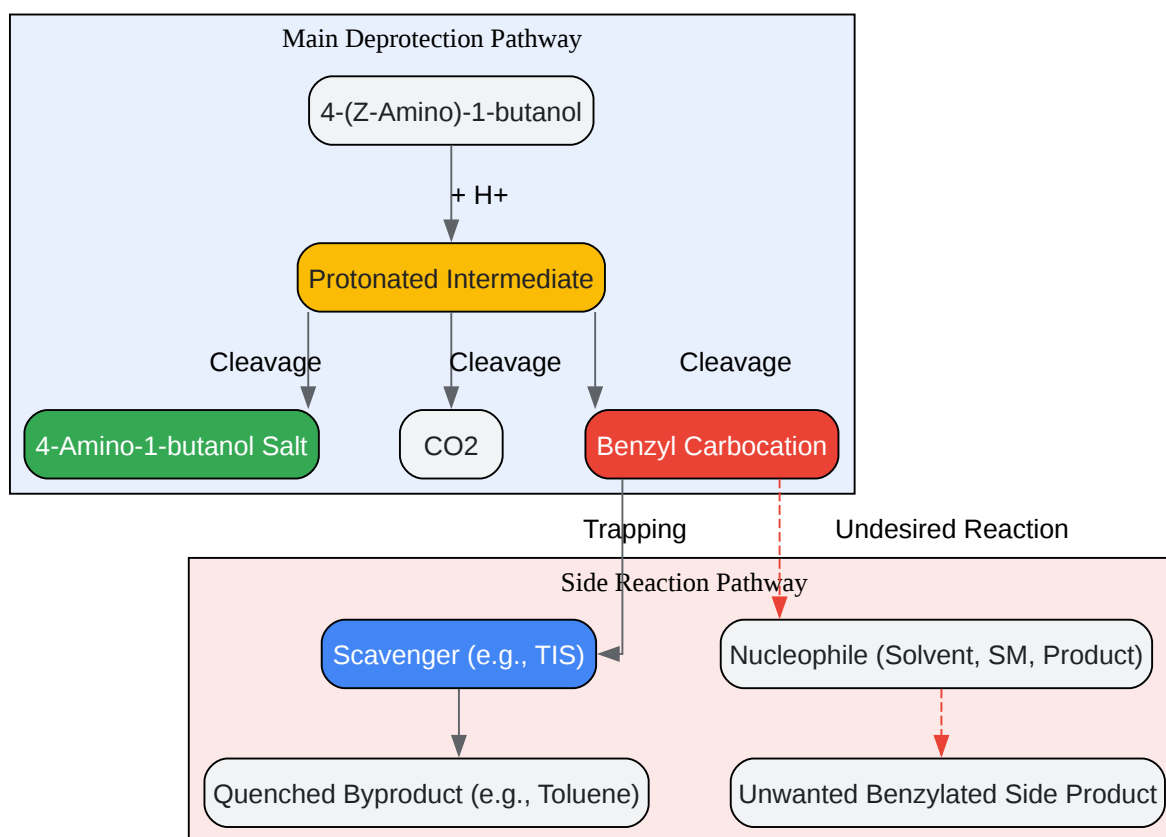 Main Deprotection Pathway
4-(Z-Amino)-1-butanol
+ H+
Protonated Intermediate
Cleavage
Cleavage
Cleavage
4-Amino-1-butanol Salt
CO2
Benzyl Carbocation
Trapping
Undesired Reaction
Side Reaction Pathway
Scavenger (e.g., TIS)
Nucleophile (Solvent, SM, Product)
Quenched Byproduct (e.g., Toluene)
Unwanted Benzylated Side Product